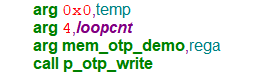 arg 0x0,temp
arg 4,loopcnt
arg mem_otp_demo,rega
call p_otp_write